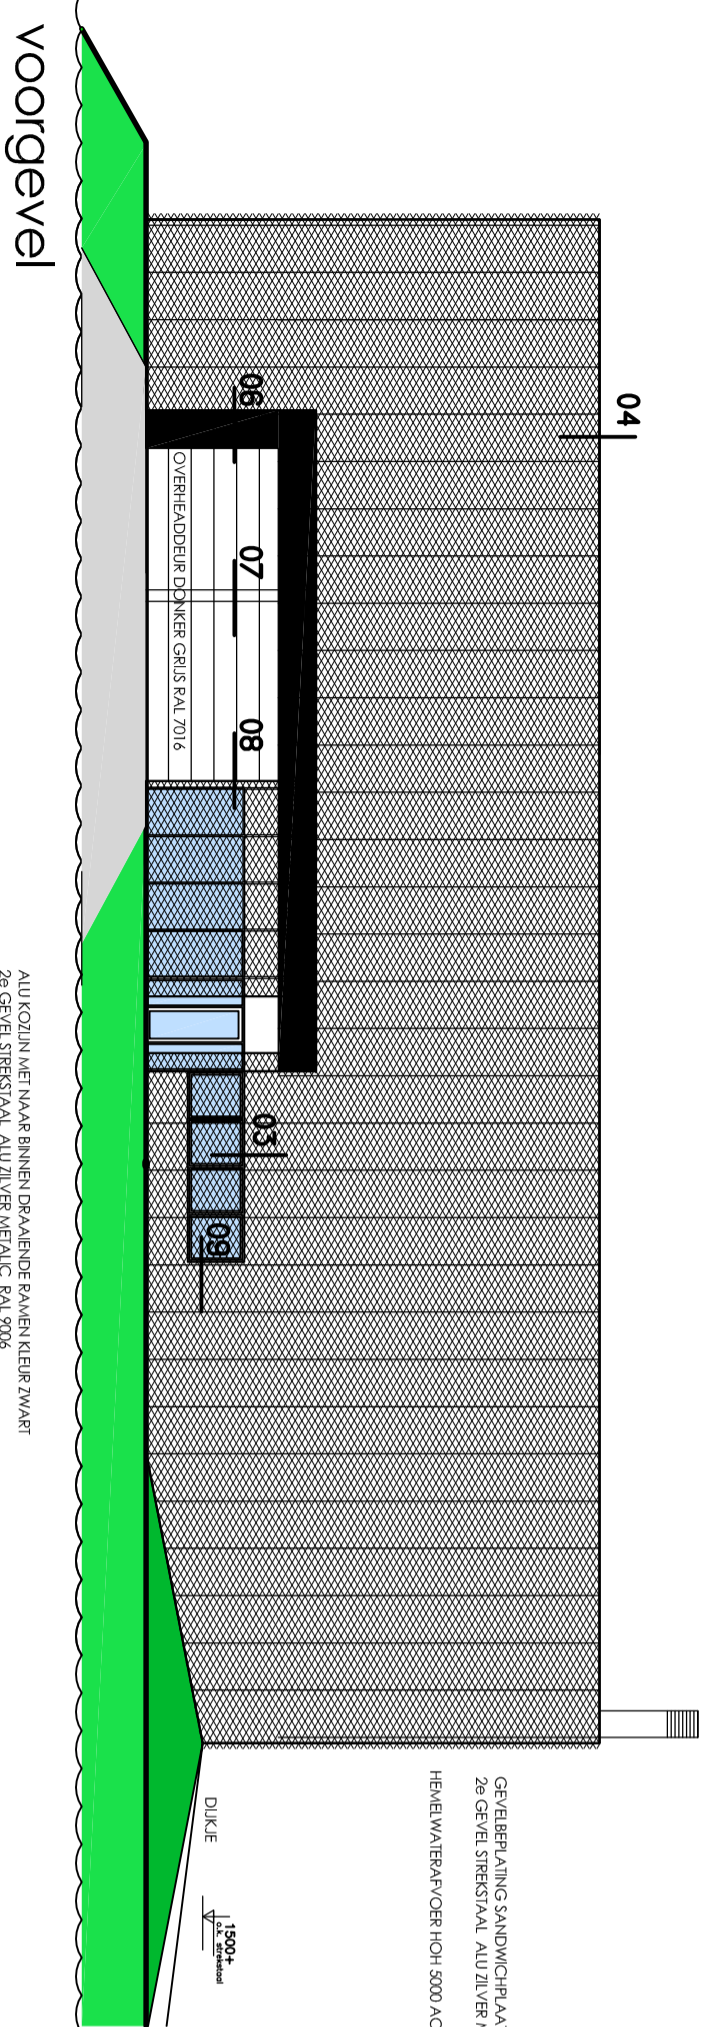 04
06
07
08
OVERHEADDEUR DONKER GRIJS RAL 7016
03
09
GEVELBEPLATING
2e GEVEL STREKSTAAL ALU ZILVER
HEMELWATERAFVOER HOH 5000
DIJKJE
1500+
o.k. strekstaal
voorgevel
ALU KOZIJN MET NAAR BINNEN DRAAIENDE RAMEN KLEUR ZWART
2e GEVEL STREKSTAAL ALU ZILVER METALIC RAL 9006